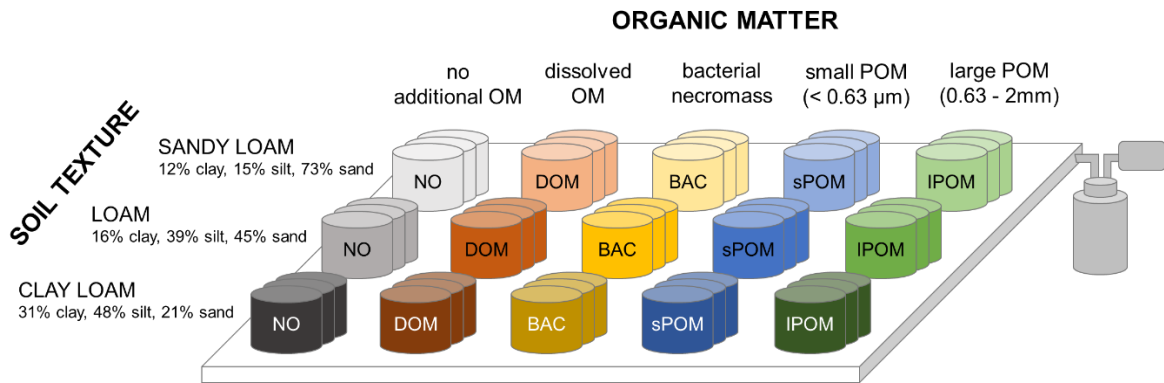 ORGANIC MATTER
no
additional OM
dissolved
OM
bacterial
necromass
small POM
(< 0.63 µm)
large POM
(0.63 - 2mm)
SOIL TEXTURE
SANDY LOAM
12% clay, 15% silt, 73% sand
NO
DOM
BAC
sPOM
lPOM
LOAM
16% clay, 39% silt, 45% sand
NO
DOM
BAC
sPOM
lPOM
CLAY LOAM
31% clay, 48% silt, 21% sand
NO
DOM
BAC
sPOM
lPOM